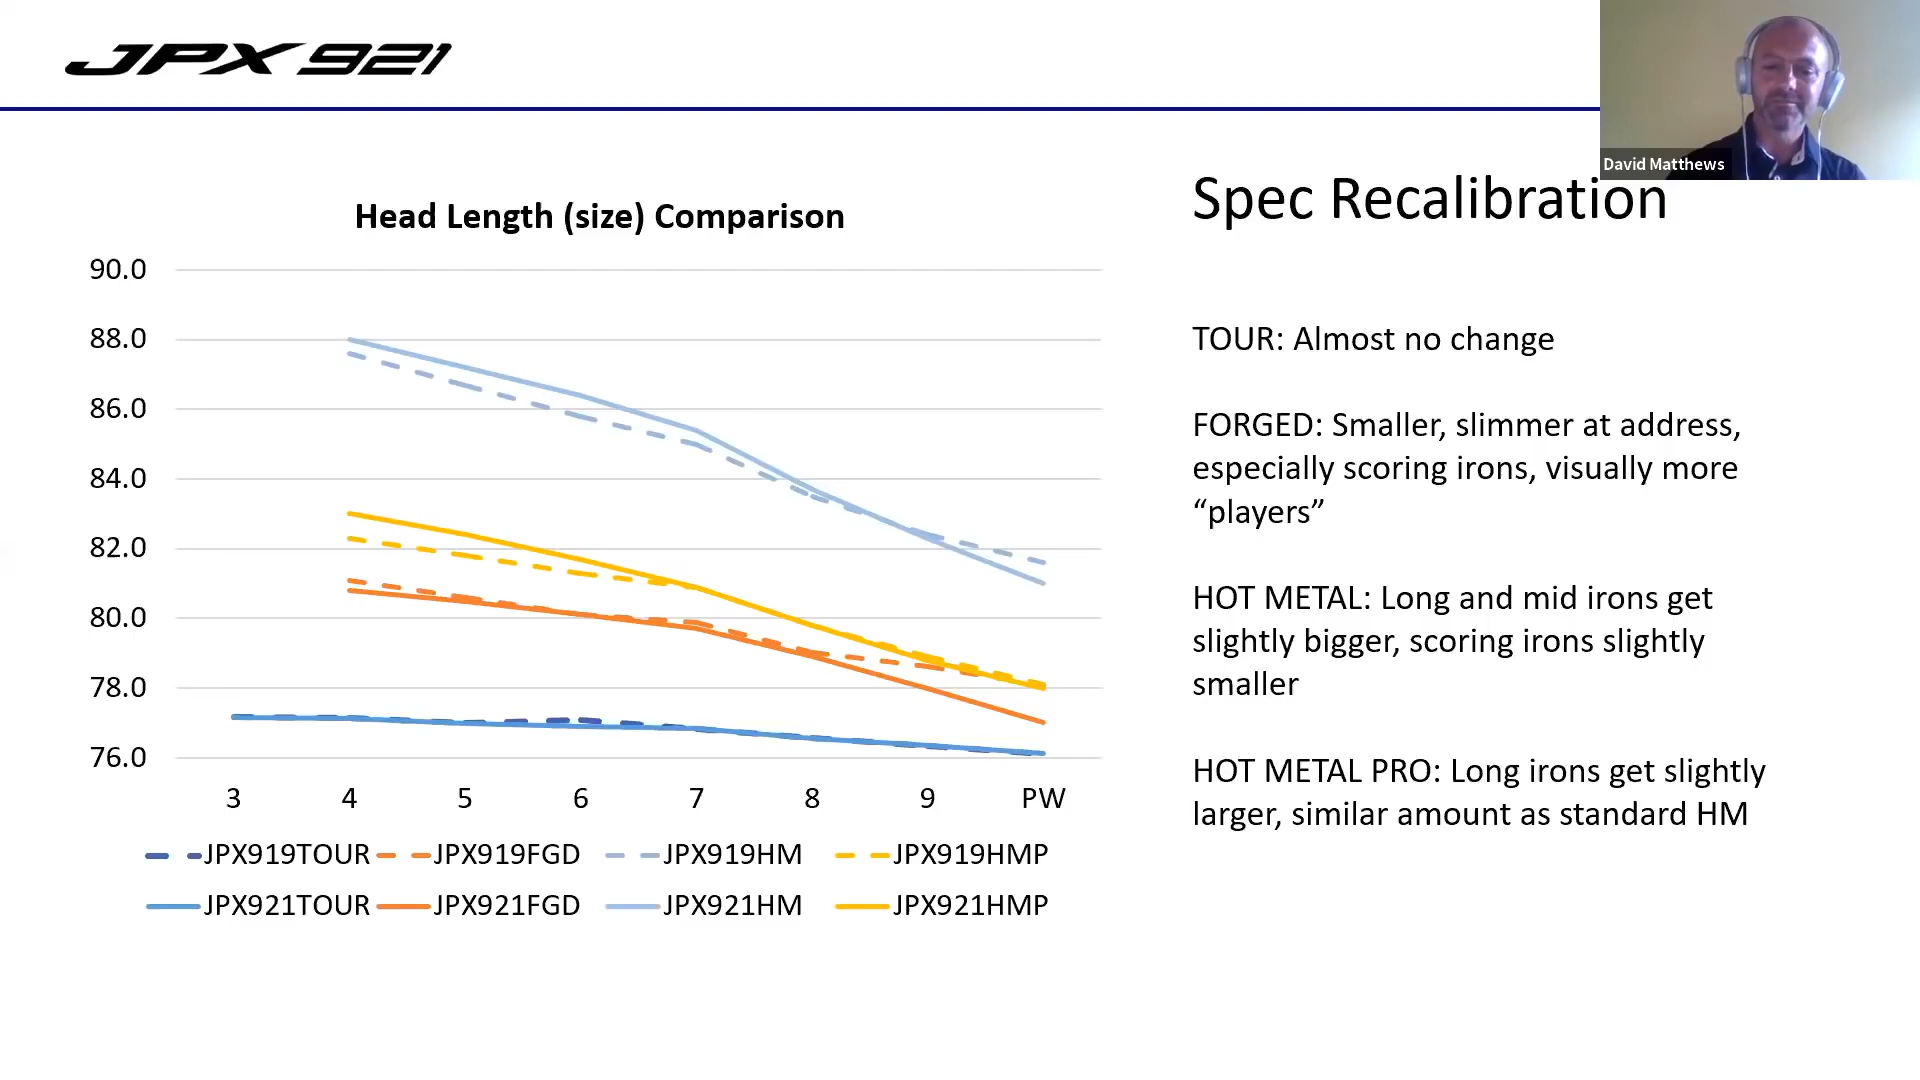 JPX 921
David Matthews
Spec Recalibration
Head Length (size) Comparison
90.0
88.0
86.0
84.0
82.0
80.0
78.0
76.0
3 4 5 6 7 8 9 PW
JPX919TOUR JPX919FGD JPX919HM JPX919HMP
JPX921TOUR JPX921FGD JPX921HM JPX921HMP
TOUR: Almost no change
FORGED: Smaller, slimmer at address,
especially scoring irons, visually more
“players”
HOT METAL: Long and mid irons get
slightly bigger, scoring irons slightly
smaller
HOT METAL PRO: Long irons get slightly
larger, similar amount as standard HM